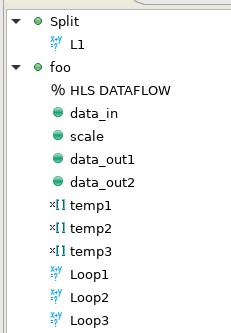 Split
L1
foo
% HLS DATAFLOW
data_in
scale
data_out1
data_out2
x[] temp1
x[] temp2
x[] temp3
Loop1
Loop2
Loop3